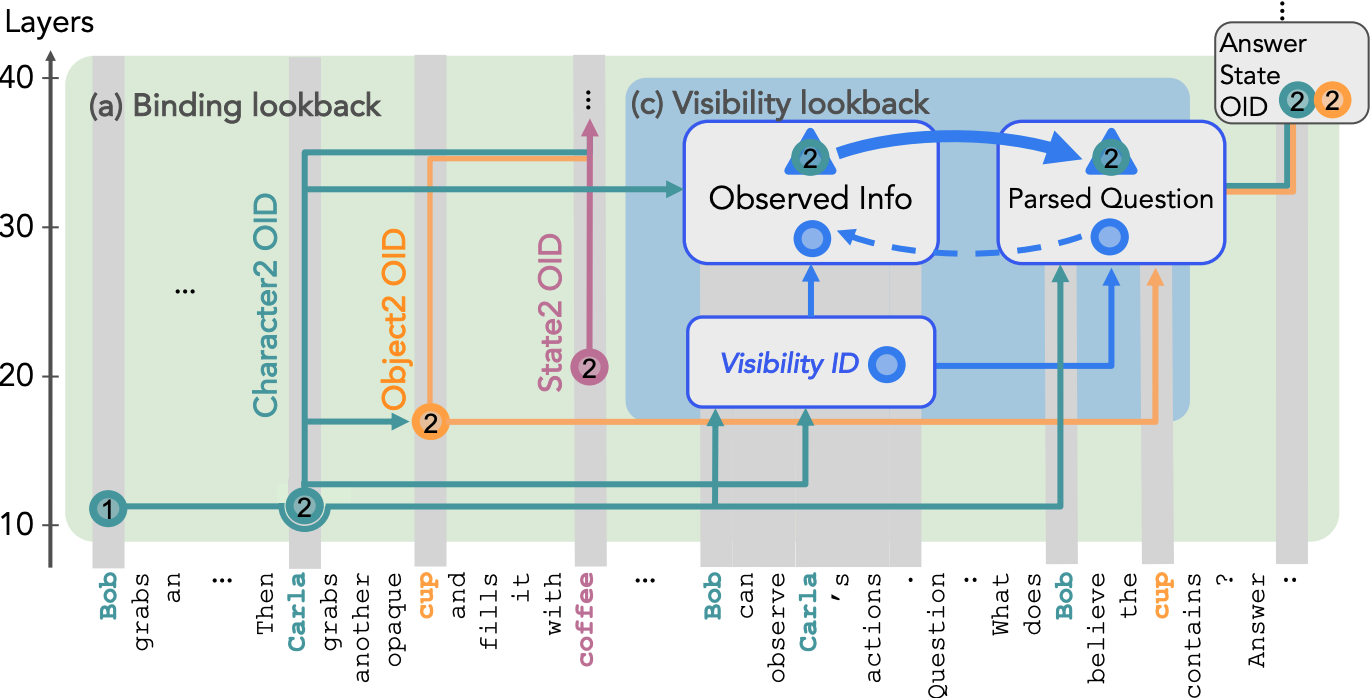 Layers
40
30
20
10
(a) Binding lookback
(c) Visibility lookback
Answer
State
OID 2 2
⋮
⋮
2
2
Observed Info
Parsed Question
Character2 OID
Object2 OID
State2 OID
...
Visibility ID
2
2
1
2
Bob
grabs
an
...
Then
Carla
grabs
another
opaque
cup
and
fills
it
with
coffee
...
Bob
can
observe
Carla
's
actions
.
Question
:
What
does
Bob
believe
the
cup
contains
?
Answer
: